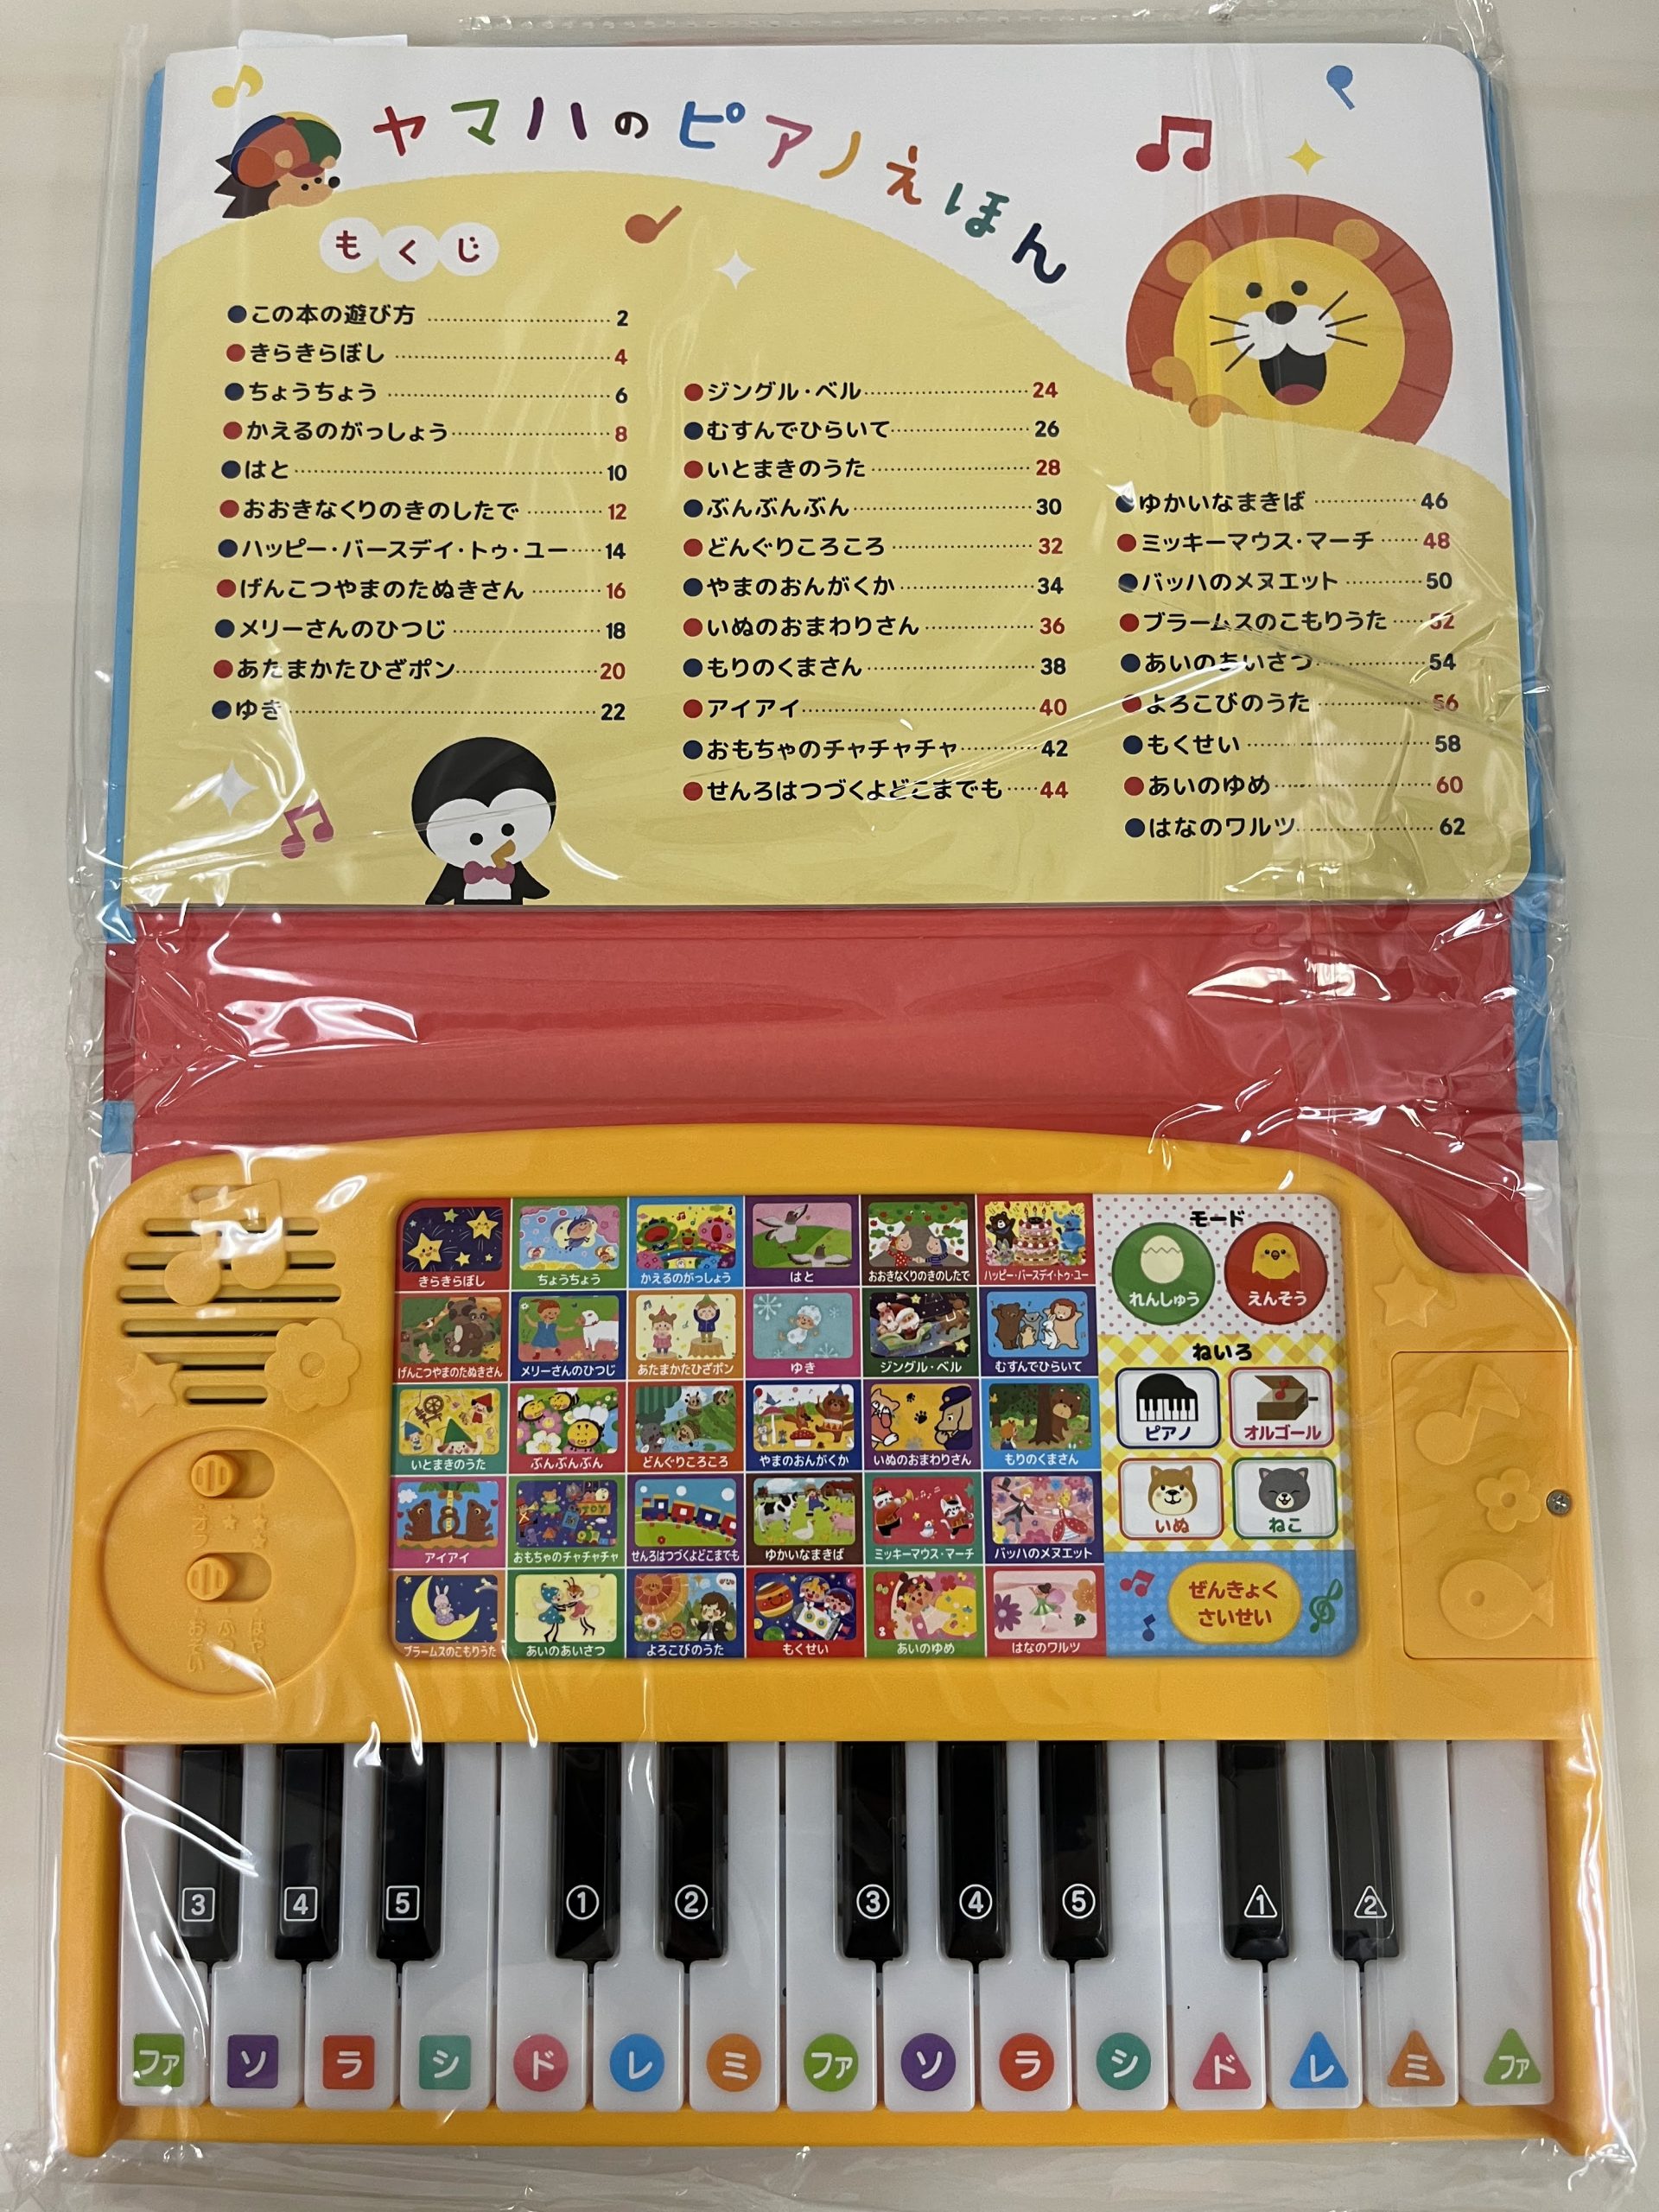 ヤマハのピアノえほん
もくじ
●この本の遊び方 2
●きらきらぼし 4
●ちょうちょう 6
●かえるのがっしょう 8
●はと 10
●おおきなくりのきのしたで 12
●ハッピー・バースデイ・トゥ・ユー 14
●げんこつやまのたぬきさん 16
●メリーさんのひつじ 18
●あたまかたひざポン 20
●ゆき 22
●ジングル・ベル 24
●むすんでひらいて 26
●いとまきのうた 28
●ぶんぶんぶん 30
●どんぐりころころ 32
●やまのおんがくか 34
●いぬのおまわりさん 36
●もりのくまさん 38
●アイアイ 40
●おもちゃのチャチャチャ 42
●せんろはつづくよどこまでも 44
●ゆかいなまきば 46
●ミッキーマウス・マーチ 48
●バッハのメヌエット 50
●ブラームスのこもりうた 52
●あいのあいさつ 54
●よろこびのうた 56
●もくせい 58
●あいのゆめ 60
●はなのワルツ 62
きらきらぼし ちょうちょう かえるのがっしょう はと おおきなくりのきのしたで ハッピー・バースデイ・トゥ・ユー
げんこつやまのたぬきさん メリーさんのひつじ あたまかたひざポン ゆき ジングル・ベル むすんでひらいて
いとまきのうた ぶんぶんぶん どんぐりころころ やまのおんがくか いぬのおまわりさん もりのくまさん
アイアイ おもちゃのチャチャチャ せんろはつづくよどこまでも ゆかいなまきば ミッキーマウス・マーチ バッハのメヌエット
TOY
ブラームスのこもりうた あいのあいさつ よろこびのうた もくせい あいのゆめ はなのワルツ
モード
れんしゅう えんそう
ねいろ
ピアノ オルゴール
いぬ ねこ
ぜんきょく
さいせい
オフ ★ ★★
おそい ふつう はやい
3 4 5 1 2 3 4 5 1 2
ファ ソ ラ シ ド レ ミ ファ ソ ラ シ ド レ ミ ファ